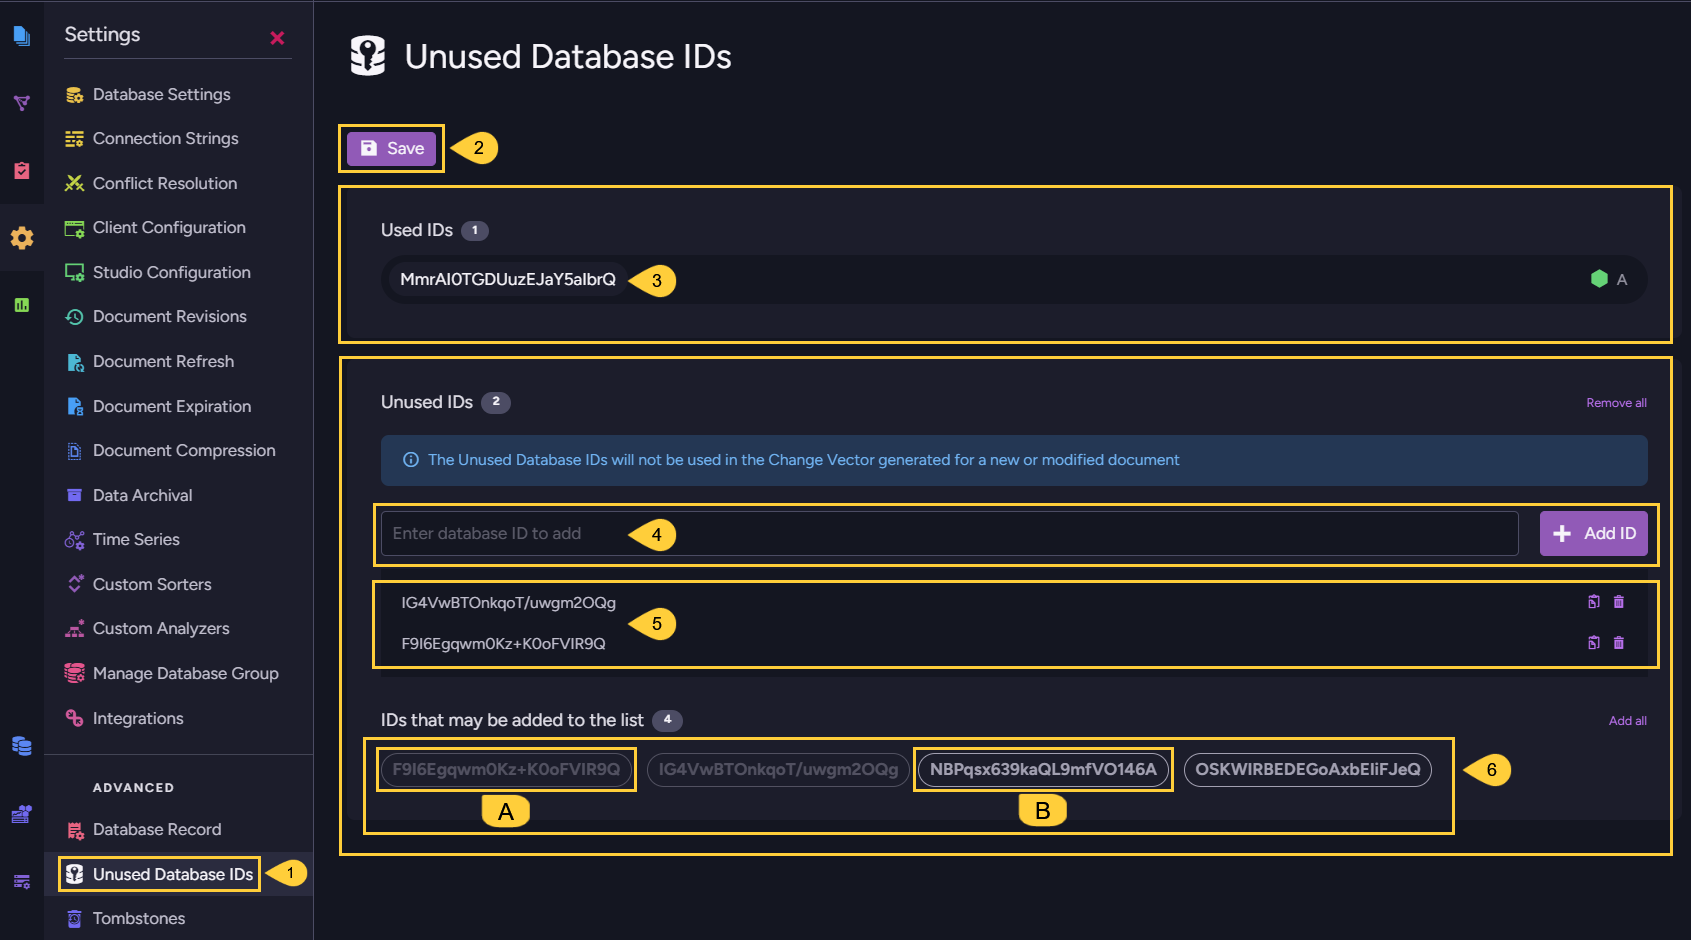 Settings
Database Settings
Connection Strings
Conflict Resolution
Client Configuration
Studio Configuration
Document Revisions
Document Refresh
Document Expiration
Document Compression
Data Archival
Time Series
Custom Sorters
Custom Analyzers
Manage Database Group
Integrations
ADVANCED
Database Record
Unused Database IDs 1
Tombstones
Unused Database IDs
Save 2
Used IDs 1
MmrAI0TGDUuzEJaY5aIbrQ 3 A
Unused IDs 2 Remove all
The Unused Database IDs will not be used in the Change Vector generated for a new or modified document
Enter database ID to add 4 Add ID
IG4VwBTOnkqoT/uwgm2OQg
5
F9I6Egqwm0Kz+K0oFVIR9Q
IDs that may be added to the list 4 Add all
F9I6Egqwm0Kz+K0oFVIR9Q IG4VwBTOnkqoT/uwgm2OQg NBPqsx639kaQL9mfVO146A OSKWIRBEDEGoAxbEIiFJeQ 6
A B